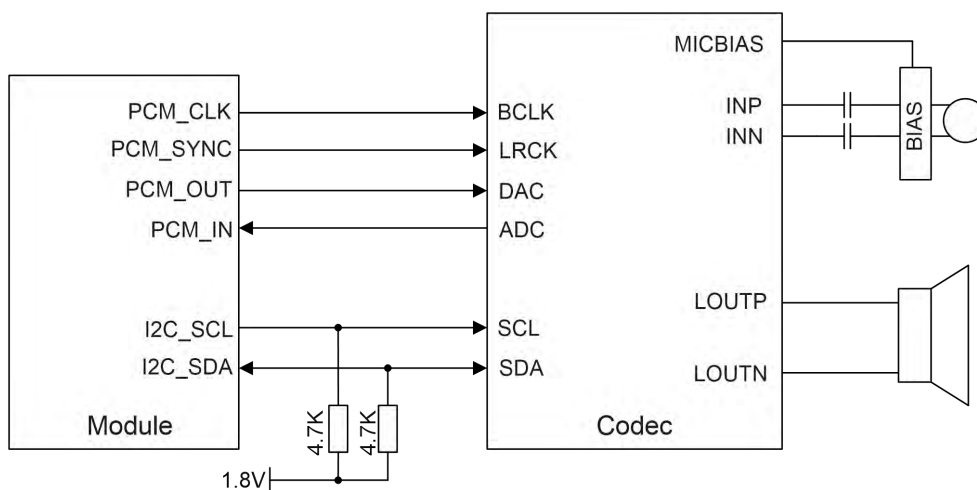 MICBIAS
PCM_CLK
BCLK
INP
PCM_SYNC
LRCK
INN
BIAS
PCM_OUT
DAC
PCM_IN
ADC
LOUTP
I2C_SCL
SCL
I2C_SDA
SDA
LOUTN
Module
4.7K
4.7K
Codec
1.8V